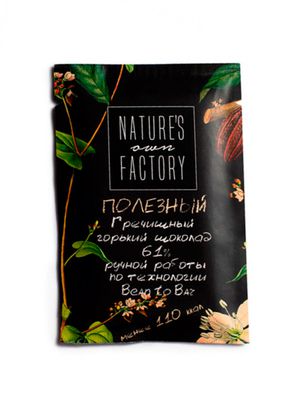 NATURE'S
own
FACTORY
ПОЛЕЗНЫЙ
Гречишный
горький шоколад
61%
ручной работы
по технологии
Bean to Bar
менее 110 ккал